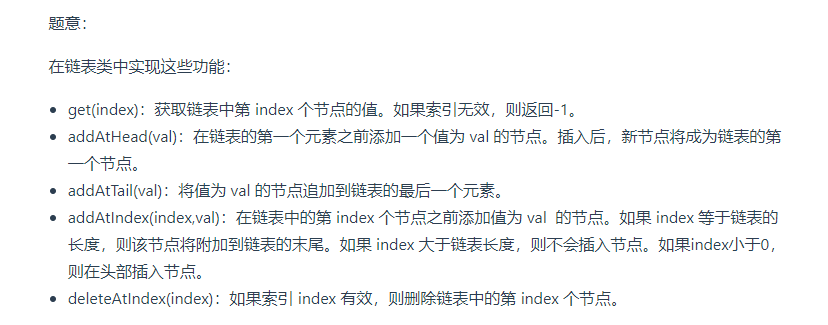 题意：
在链表类中实现这些功能：
• get(index)：获取链表中第 index 个节点的值。如果索引无效，则返回-1。
• addAtHead(val)：在链表的第一个元素之前添加一个值为 val 的节点。插入后，新节点将成为链表的第
一个节点。
• addAtTail(val)：将值为 val 的节点追加到链表的最后一个元素。
• addAtIndex(index,val)：在链表中的第 index 个节点之前添加值为 val 的节点。如果 index 等于链表的
长度，则该节点将附加到链表的末尾。如果 index 大于链表长度，则不会插入节点。如果index小于0，
则在头部插入节点。
• deleteAtIndex(index)：如果索引 index 有效，则删除链表中的第 index 个节点。